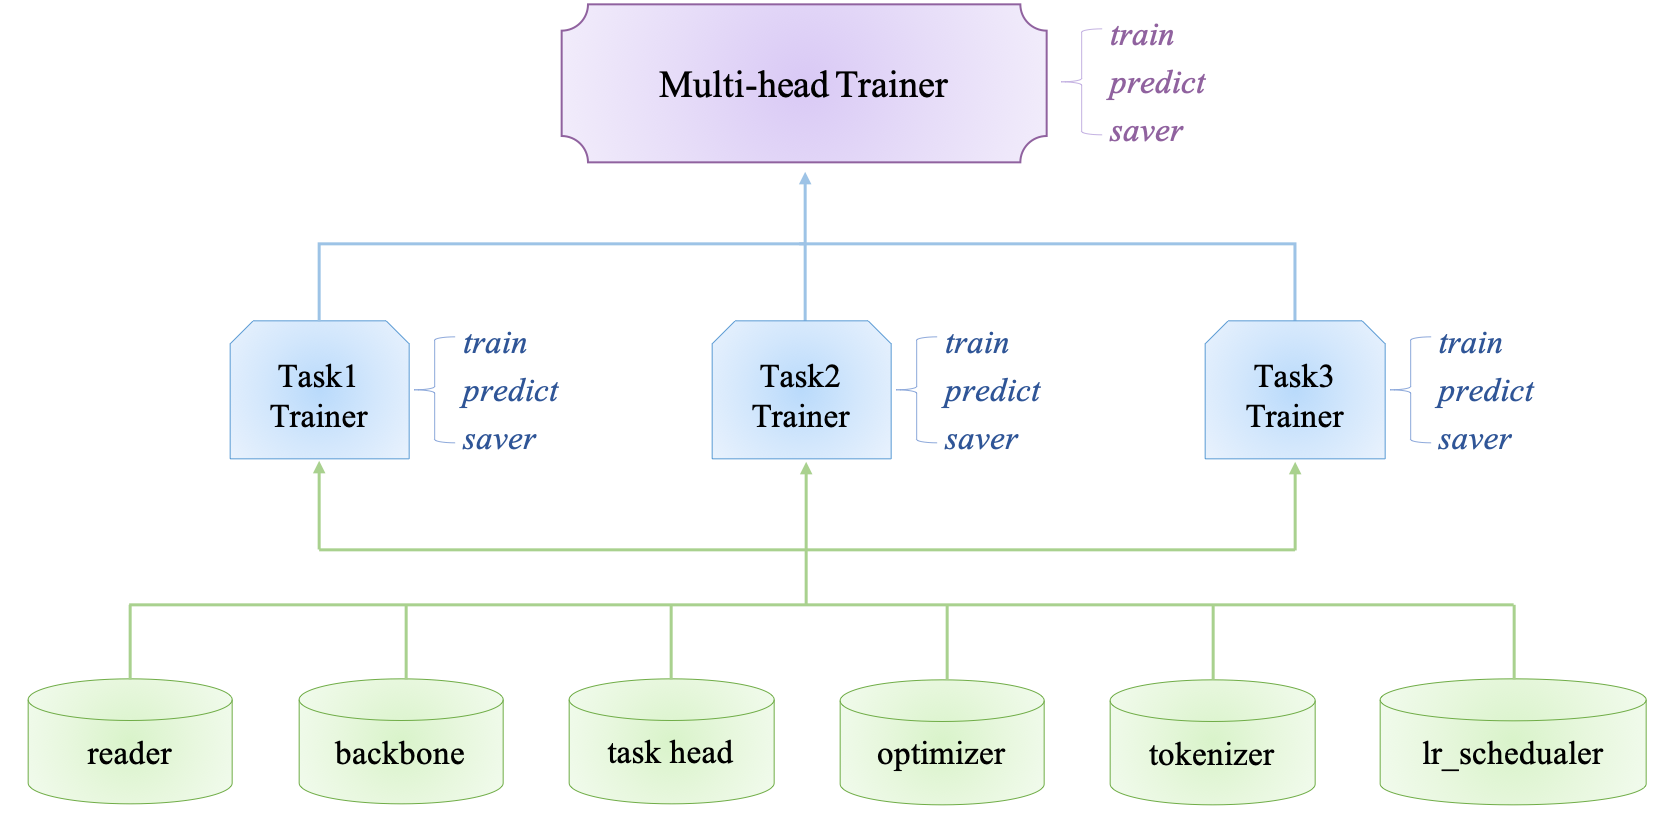 Multi-head Trainer
train
predict
saver
Task1
Trainer
train
predict
saver
Task2
Trainer
train
predict
saver
Task3
Trainer
train
predict
saver
reader
backbone
task head
optimizer
tokenizer
lr_schedualer